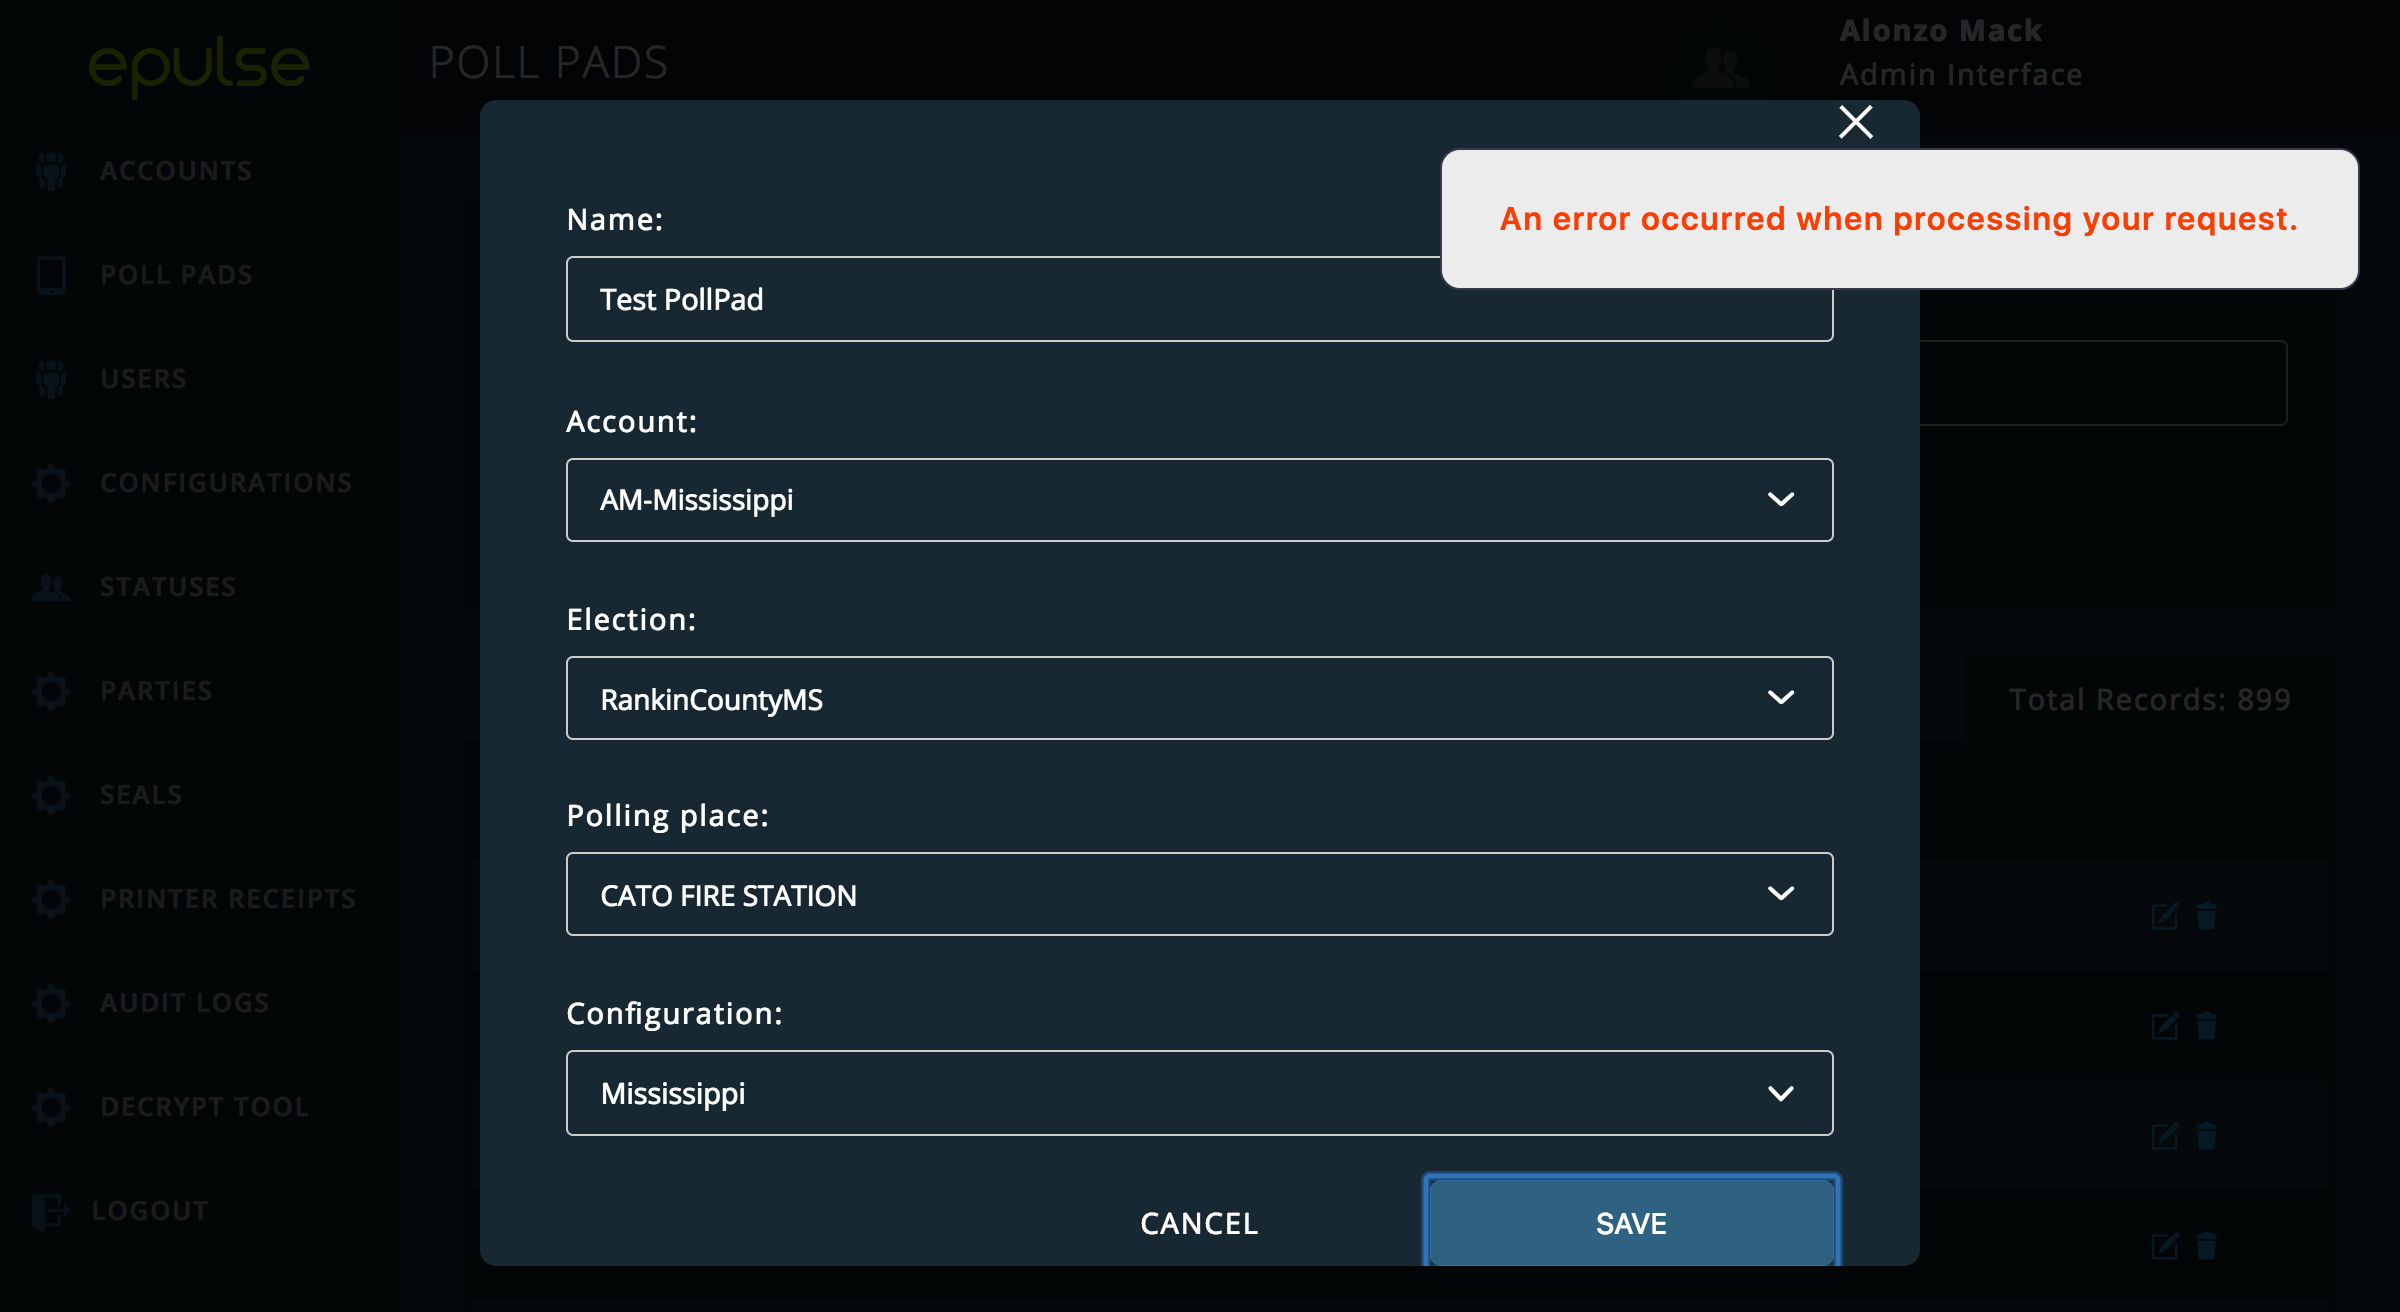 epulse
POLL PADS
Alonzo Mack
Admin Interface
ACCOUNTS
POLL PADS
USERS
CONFIGURATIONS
STATUSES
PARTIES
SEALS
PRINTER RECEIPTS
AUDIT LOGS
DECRYPT TOOL
LOGOUT
An error occurred when processing your request.
Name:
Test PollPad
Account:
AM-Mississippi
Election:
RankinCountyMS
Polling place:
CATO FIRE STATION
Configuration:
Mississippi
CANCEL
SAVE
Total Records: 899